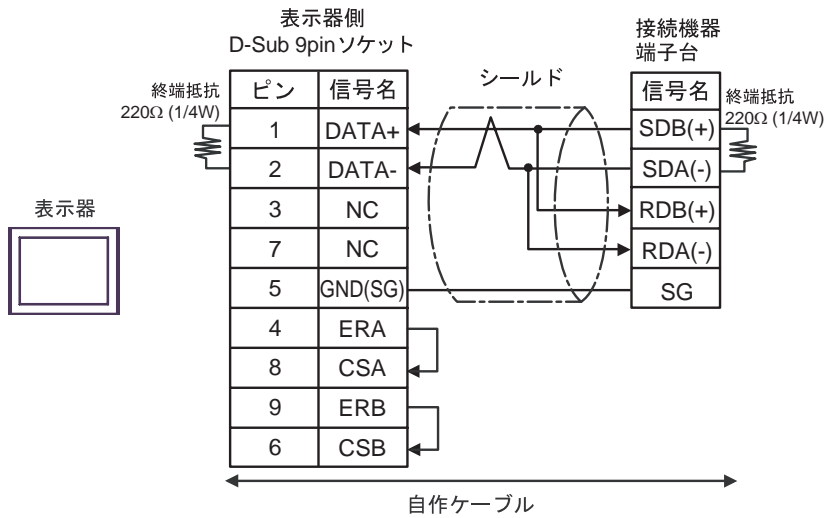 表示器側
D-Sub 9pinソケット
接続機器
端子台
シールド
終端抵抗
220Ω (1/4W)
ピン 信号名
1 DATA+
2 DATA-
3 NC
7 NC
5 GND(SG)
4 ERA
8 CSA
9 ERB
6 CSB
信号名
SDB(+)
SDA(-)
RDB(+)
RDA(-)
SG
終端抵抗
220Ω (1/4W)
表示器
自作ケーブル